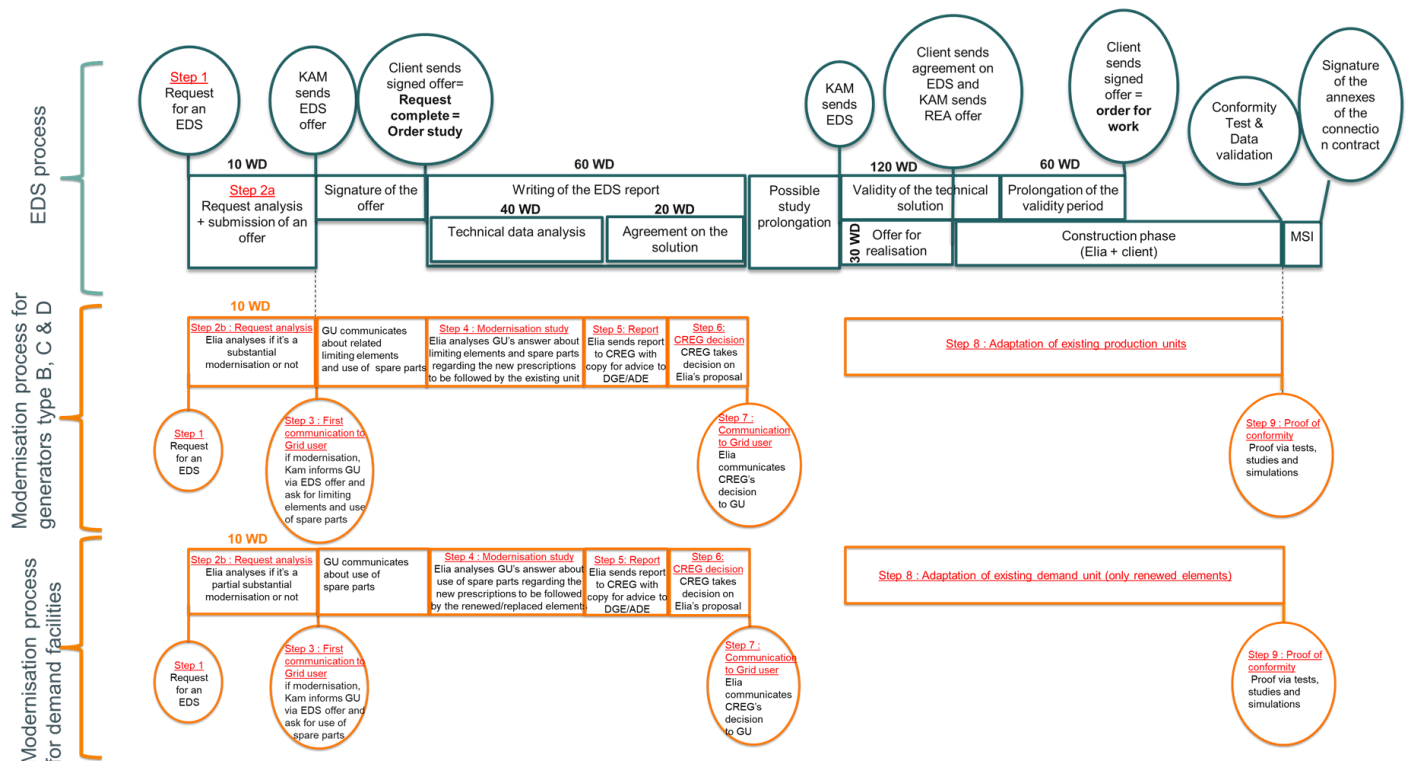 EDS process
Step 1
Request
for an
EDS
KAM
sends
EDS
offer
Client sends
signed offer=
Request
complete =
Order study
KAM
sends
EDS
Client sends
agreement on
EDS and
KAM sends
REA offer
Client
sends
signed
offer =
order for
work
Conformity
Test &
Data
validation
Signature
of the
annexes
of the
connectio
n contract
10 WD
60 WD
120 WD
60 WD
Step 2a
Request analysis
+ submission of an
offer
Signature of the
offer
Writing of the EDS report
40 WD
20 WD
Technical data analysis
Agreement on the
solution
Possible
study
prolongation
Validity of the technical
solution
Prolongation of the
validity period
30 WD
Offer for
realisation
Construction phase
(Elia + client)
MSI
Modernisation process for
generators type B, C & D
10 WD
Step 2b : Request analysis
Elia analyses if it's a
substantial
modernisation or not
GU communicates
about related
limiting elements
and use of  spare parts
Step 4 : Modernisation study
Elia analyses GU's answer about
limiting elements and spare parts
regarding the new prescriptions
to be followed by the existing unit
Step 5: Report
Elia sends report
to CREG with
copy for advice to
DGE/ADE
Step 6:
CREG decision
CREG takes
decision on
Elia's proposal
Step 8 : Adaptation of existing production units
Step 1
Request
for an
EDS
Step 3 : First
communication to
Grid user
if modernisation,
Kam informs GU
via EDS offer and
ask for limiting
elements and use
of spare parts
Step 7 :
Communication
to Grid user
Elia
communicates
CREG's
decision
to GU
Step 9 : Proof of
conformity
Proof via tests,
studies and
simulations
Modernisation process
for demand facilities
10 WD
Step 2b : Request analysis
Elia analyses if it's a
partial substantial
modernisation or not
GU communicates
about use of
spare parts
Step 4 : Modernisation study
Elia analyses GU's answer about
use of spare parts regarding the
new prescriptions to be followed
by the renewed/replaced elements
Step 5: Report
Elia sends report
to CREG with
copy for advice to
DGE/ADE
Step 6:
CREG decision
CREG takes
decision on
Elia's proposal
Step 8 : Adaptation of existing demand unit (only renewed elements)
Step 1
Request
for an
EDS
Step 3 : First
communication to
Grid user
if modernisation,
Kam informs GU
via EDS offer and
ask for use of
spare parts
Step 7 :
Communication
to Grid user
Elia
communicates
CREG's
decision
to GU
Step 9 : Proof of
conformity
Proof via tests,
studies and
simulations